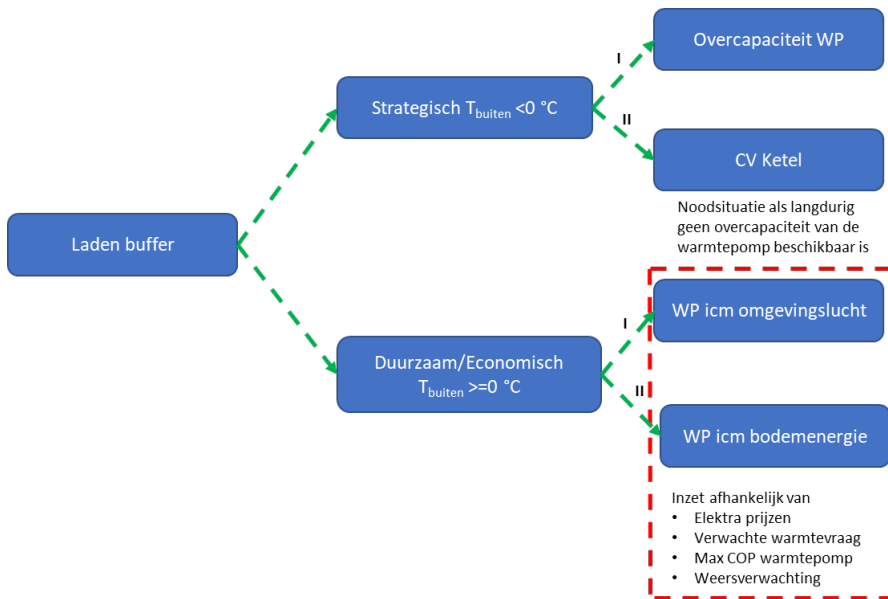 Overcapaciteit WP
I
Strategisch Tbuiten <0 °C
II
CV Ketel
Noodsituatie als langdurig
geen overcapaciteit van de
warmtepomp beschikbaar is
Laden buffer
WP icm omgevingslucht
I
Duurzaam/Economisch
Tbuiten >=0 °C
II
WP icm bodemenergie
Inzet afhankelijk van
• Elektra prijzen
• Verwachte warmtevraag
• Max COP warmtepomp
• Weersverwachting